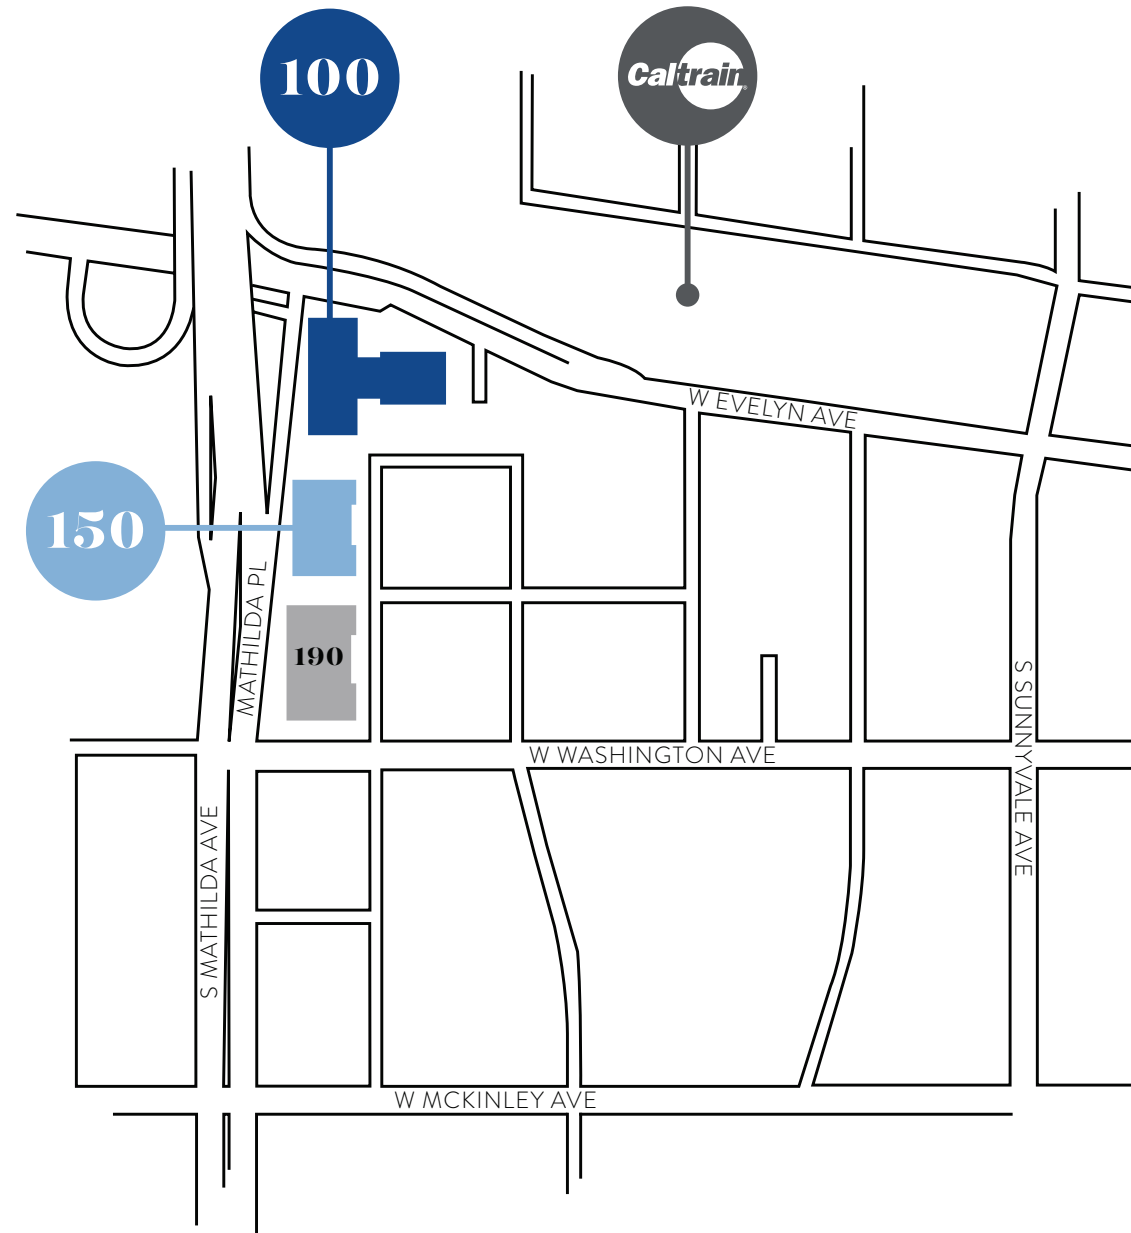 100
Caltrain
W EVELYN AVE
150
MATHILDA PL
190
S SUNNYVALE AVE
W WASHINGTON AVE
S MATHILDA AVE
W MCKINLEY AVE